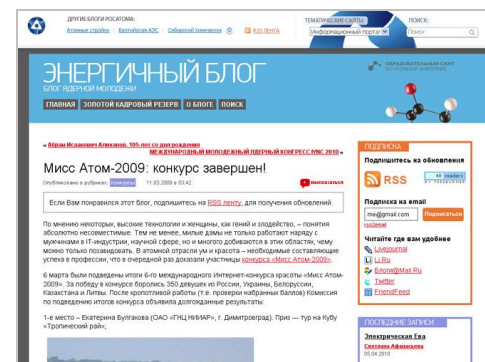 ДРУГИЕ БЛОГИ РОСАТОМА:
Атомные стройки | Балтийская АЭС | Сибирский Химический
RSS ЛЕНТА
ТЕМАТИЧЕСКИЕ САЙТЫ:
Информационный портал
ПОИСК:
Поиск
ЭНЕРГИЧНЫЙ БЛОГ
БЛОГ ЯДЕРНОЙ МОЛОДЕЖИ
ОБРАЗОВАТЕЛЬНЫЙ САЙТ
ПО АТОМНОЙ ЭНЕРГЕТИКЕ
ГЛАВНАЯ ЗОЛОТОЙ КАДРОВЫЙ РЕЗЕРВ О БЛОГЕ ПОИСК
« Абрам Исаакович Алиханов. 105-лет со дня рождения
МЕЖДУНАРОДНЫЙ МОЛОДЕЖНЫЙ ЯДЕРНЫЙ КОНГРЕСС IYNC 2010 »
Мисс Атом-2009: конкурс завершен!
Опубликовано в рубриках: Конкурсы 11.03.2009 в 03:42
высказаться
Если Вам понравился этот блог, подпишитесь на RSS ленту, для получения обновлений.
По мнению некоторых, высокие технологии и женщины, как гений и злодейство, – понятия
абсолютно несовместимые. Тем не менее, милые дамы не только работают наряду с
мужчинами в IT-индустрии, научной сфере, но и многого добиваются в этих областях, чему
можно только позавидовать. В атомной отрасли ум и красота – необходимые составляющие
успеха в профессии, что в очередной раз доказали участницы конкурса «Мисс Атом-2009».
6 марта были подведены итоги 6-го международного Интернет-конкурса красоты «Мисс Атом-
2009». За победу в конкурсе боролись 350 девушек из России, Украины, Белоруссии,
Казахстана и Литвы. После кропотливой работы (т.е. проверки набранных баллов) Комиссия
по подведению итогов конкурса объявила долгожданные результаты:
1-е место – Екатерина Булгакова (ОАО «ГНЦ НИИАР», г. Димитровград). Приз — тур на Кубу
«Тропический рай»;
ПОДПИСКА
Подпишитесь на обновления
RSS
40 readers
Подписка на email
me@gmail.com Подписаться
rss2email
Читайте где вам удобнее
Livejournal
Li.Ru
Блоги@Mail.Ru
Twitter
FriendFeed
ПОСЛЕДНИЕ ЗАПИСИ
Электрическая Ева
Светлана Афанасьева
05.04.2010